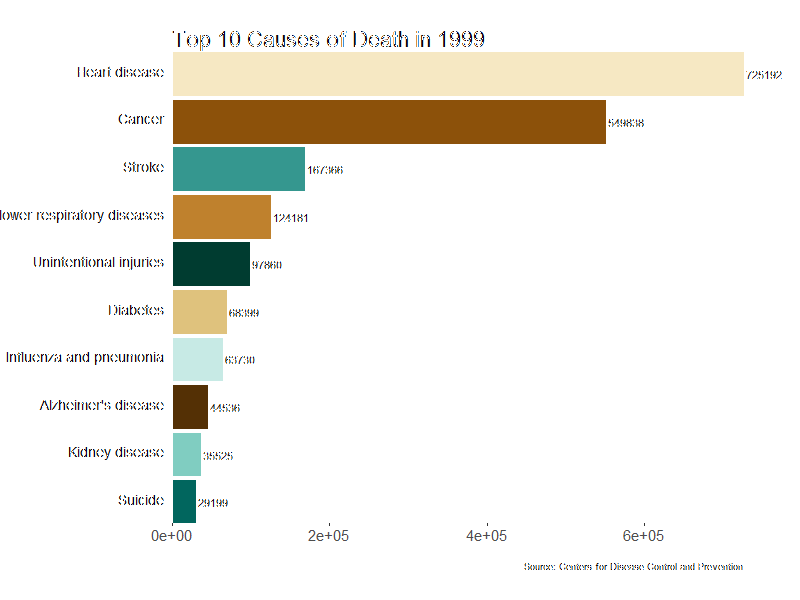 Top 10 Causes of Death in 1999
Heart disease 725192
Cancer 549838
Stroke 167366
lower respiratory diseases 124181
Unintentional injuries 97860
Diabetes 68399
Influenza and pneumonia 63730
Alzheimer's disease 44536
Kidney disease 35525
Suicide 29199
0e+00 2e+05 4e+05 6e+05
Source: Centers for Disease Control and Prevention